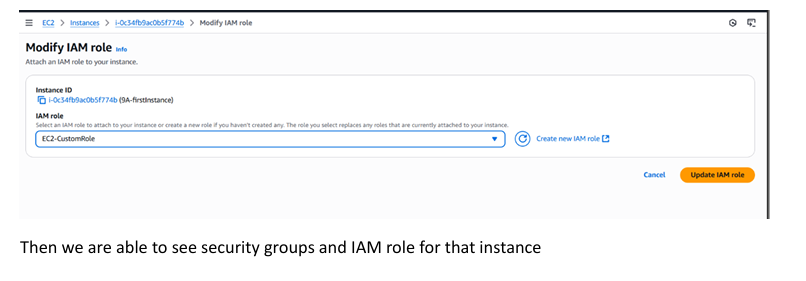 EC2 > Instances > i-0c34fb9ac0b5f774b > Modify IAM role
Modify IAM role Info
Attach an IAM role to your instance.
Instance ID
i-0c34fb9ac0b5f774b (9A-firstInstance)
IAM role
Select an IAM role to attach to your instance or create a new role if you haven't created any. The role you select replaces any roles that are currently attached to your instance.
EC2-CustomRole
Create new IAM role
Cancel
Update IAM role
Then we are able to see security groups and IAM role for that instance